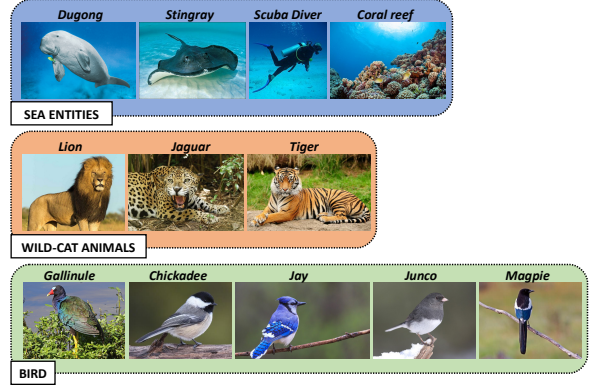 Dugong Stingray Scuba Diver Coral reef
SEA ENTITIES
Lion Jaguar Tiger
WILD-CAT ANIMALS
Gallinule Chickadee Jay Junco Magpie
BIRD